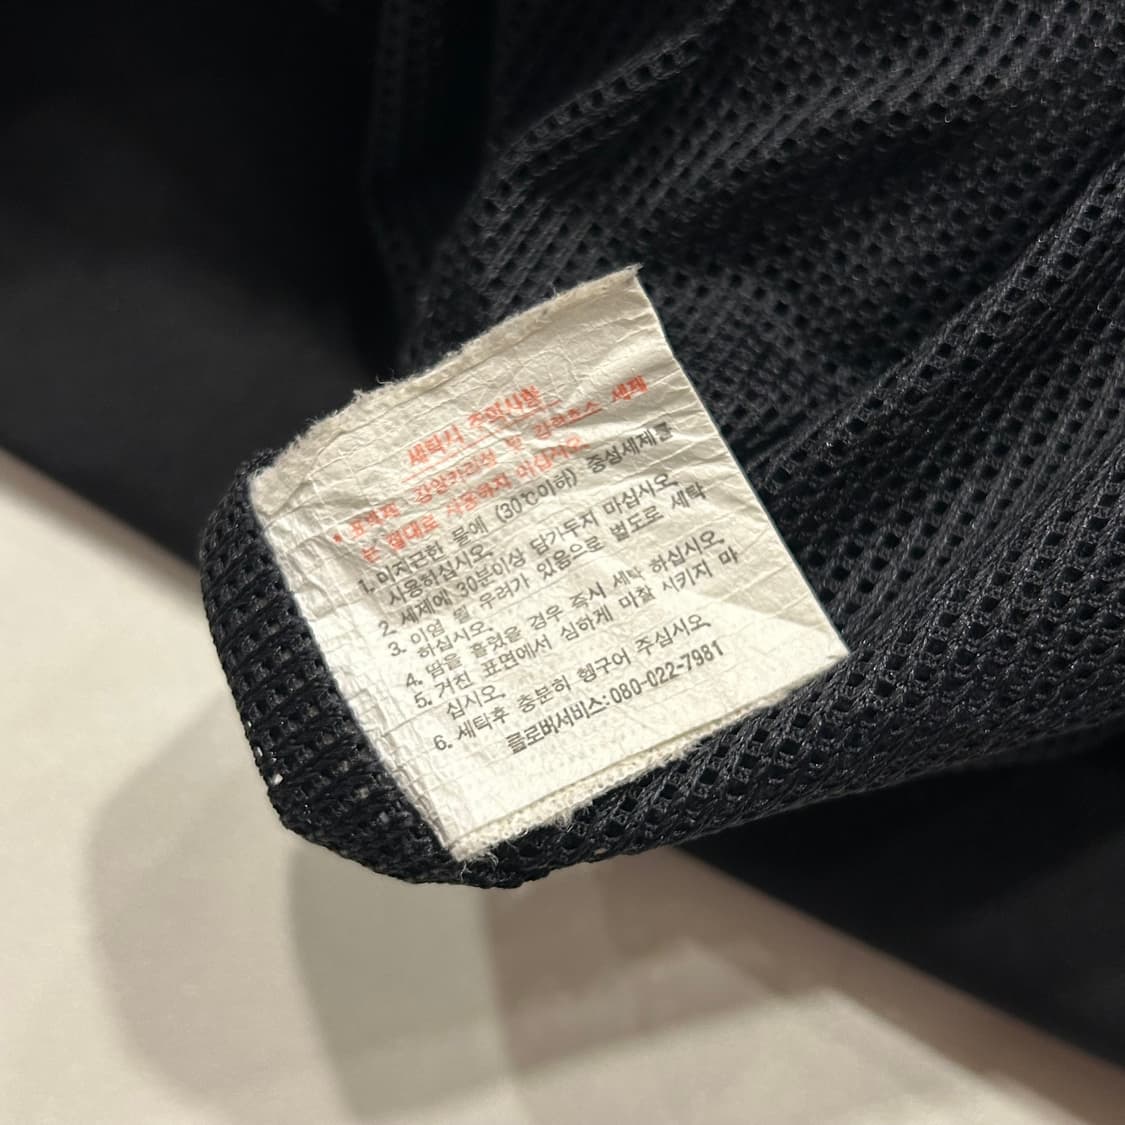 세탁시 주의사항
* 표백제 강알카리성 및 드라이크리닝 세제
는 절대로 사용하지 마십시오.
1. 미지근한 물에 (30℃이하) 중성세제를
사용하십시오.
2. 세제에 30분이상 담가두지 마십시오.
3. 이염 될 우려가 있음으로 별도로 세탁
하십시오.
4. 땀을 흘렸을 경우 즉시 세탁 하십시오.
5. 거친 표면에서 심하게 마찰 시키지 마
십시오.
6. 세탁후 충분히 헹구어 주십시오.
클로버서비스:080-022-7981